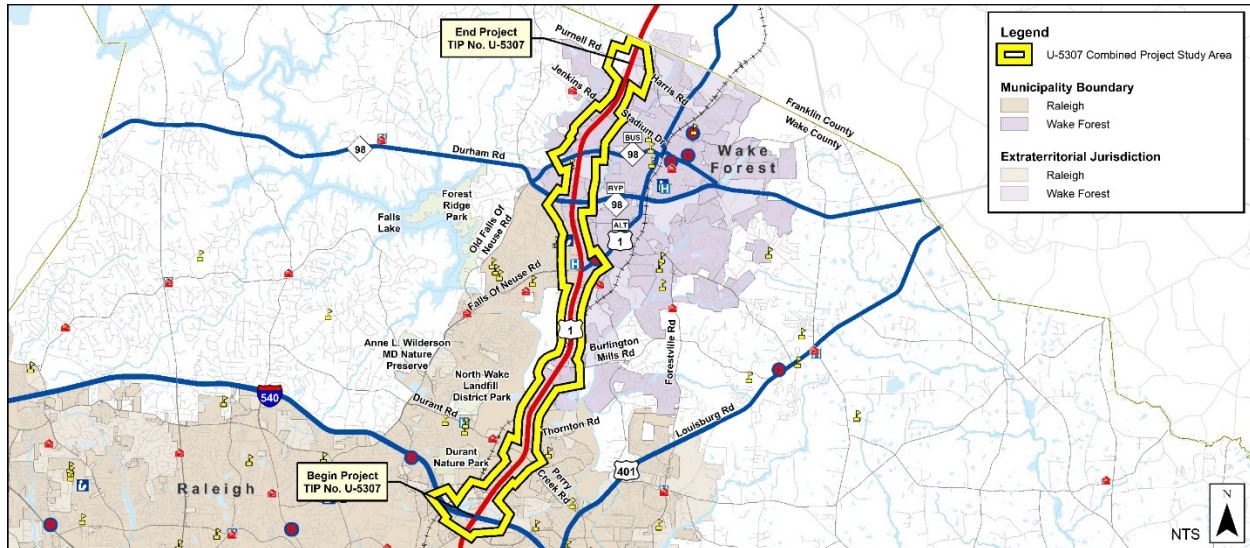 End Project
TIP No. U-5307
Purnell Rd
Jenkins Rd
Harris Rd
Stadium Dr
Franklin County
Wake County
98
Durham Rd
BUS
98
Wake
Forest
BYP
98
ALT
1
Forest
Ridge
Park
Falls
Lake
Old Falls Of
Neuse Rd
Falls Of Neuse Rd
H
H
1
Anne L. Wilderson
MD Nature
Preserve
Burlington
Mills Rd
Forestville Rd
North Wake
Landfill
District Park
540
Durant Rd
Thornton Rd
Louisburg Rd
Durant
Nature Park
Perry
Creek Rd
401
Begin Project
TIP No. U-5307
Raleigh
Legend
U-5307 Combined Project Study Area
Municipality Boundary
Raleigh
Wake Forest
Extraterritorial Jurisdiction
Raleigh
Wake Forest
N
NTS